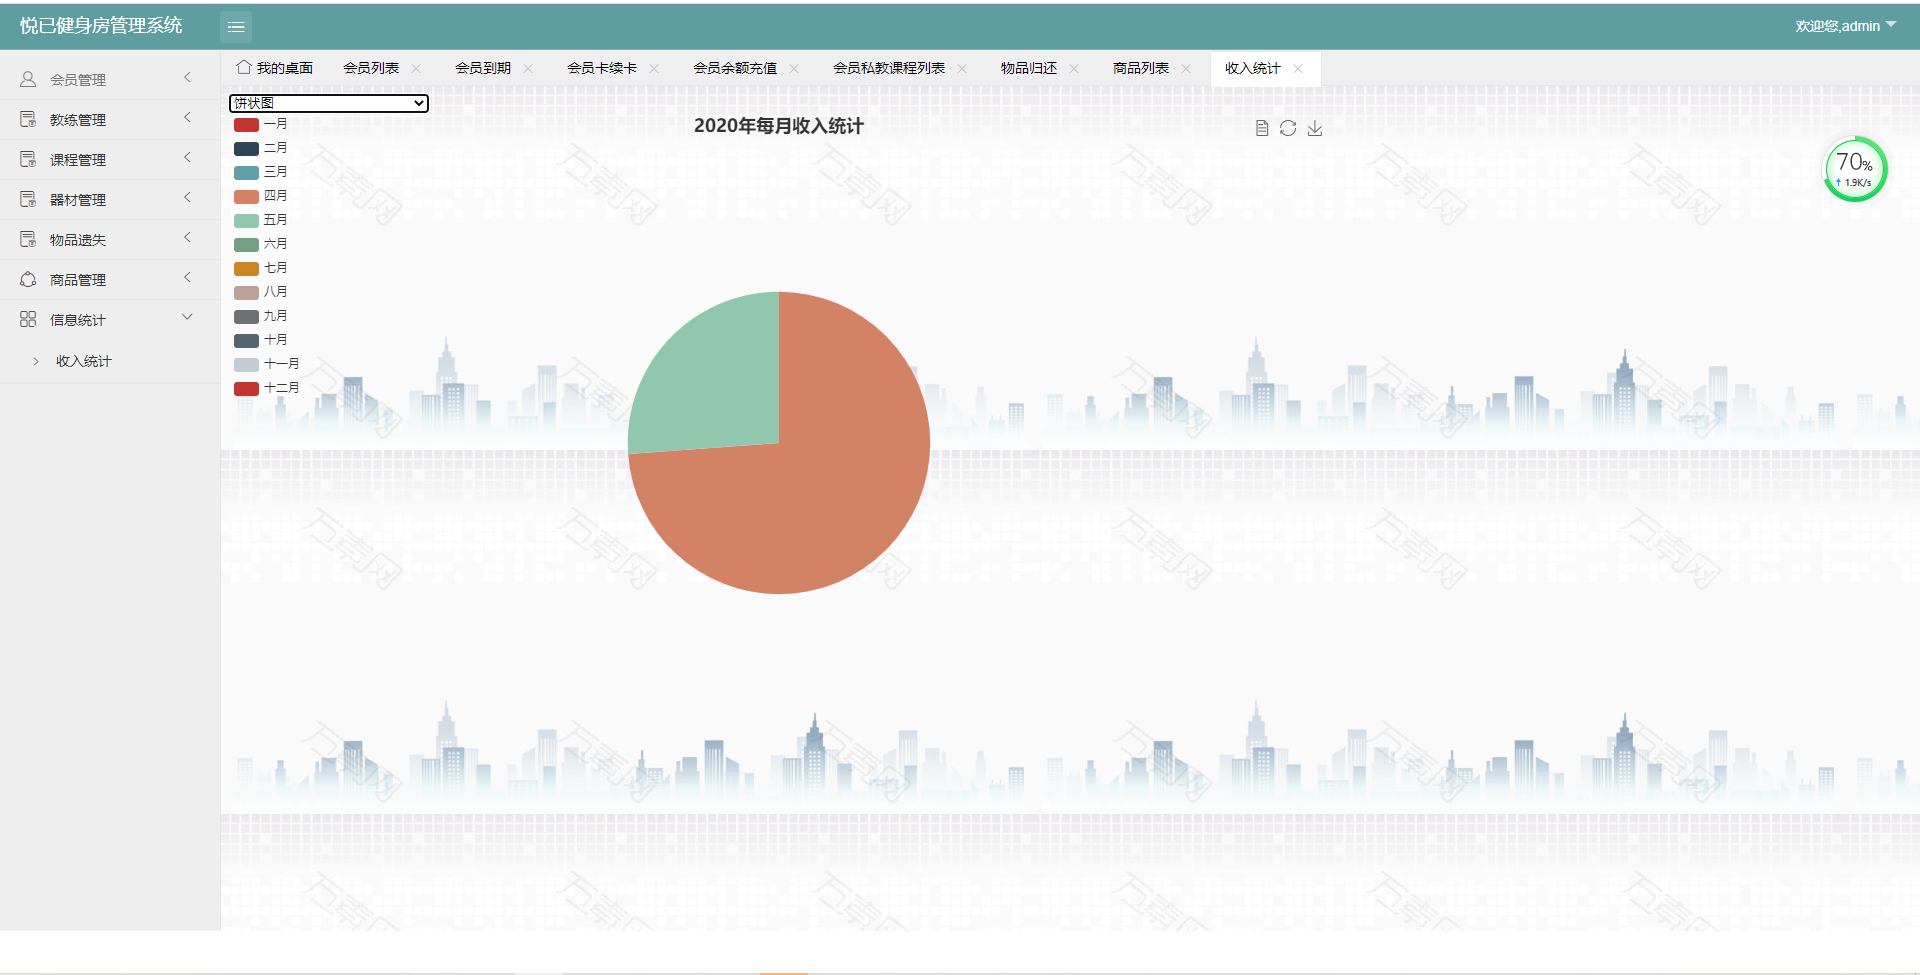 悦已健身房管理系统
欢迎您,admin
会员管理
教练管理
课程管理
器材管理
物品遗失
商品管理
信息统计
收入统计
我的桌面 会员列表 会员到期 会员卡续卡 会员余额充值 会员私教课程列表 物品归还 商品列表 收入统计
饼状图
2020年每月收入统计
一月
二月
三月
四月
五月
六月
七月
八月
九月
十月
十一月
十二月
70%
1.9K/s